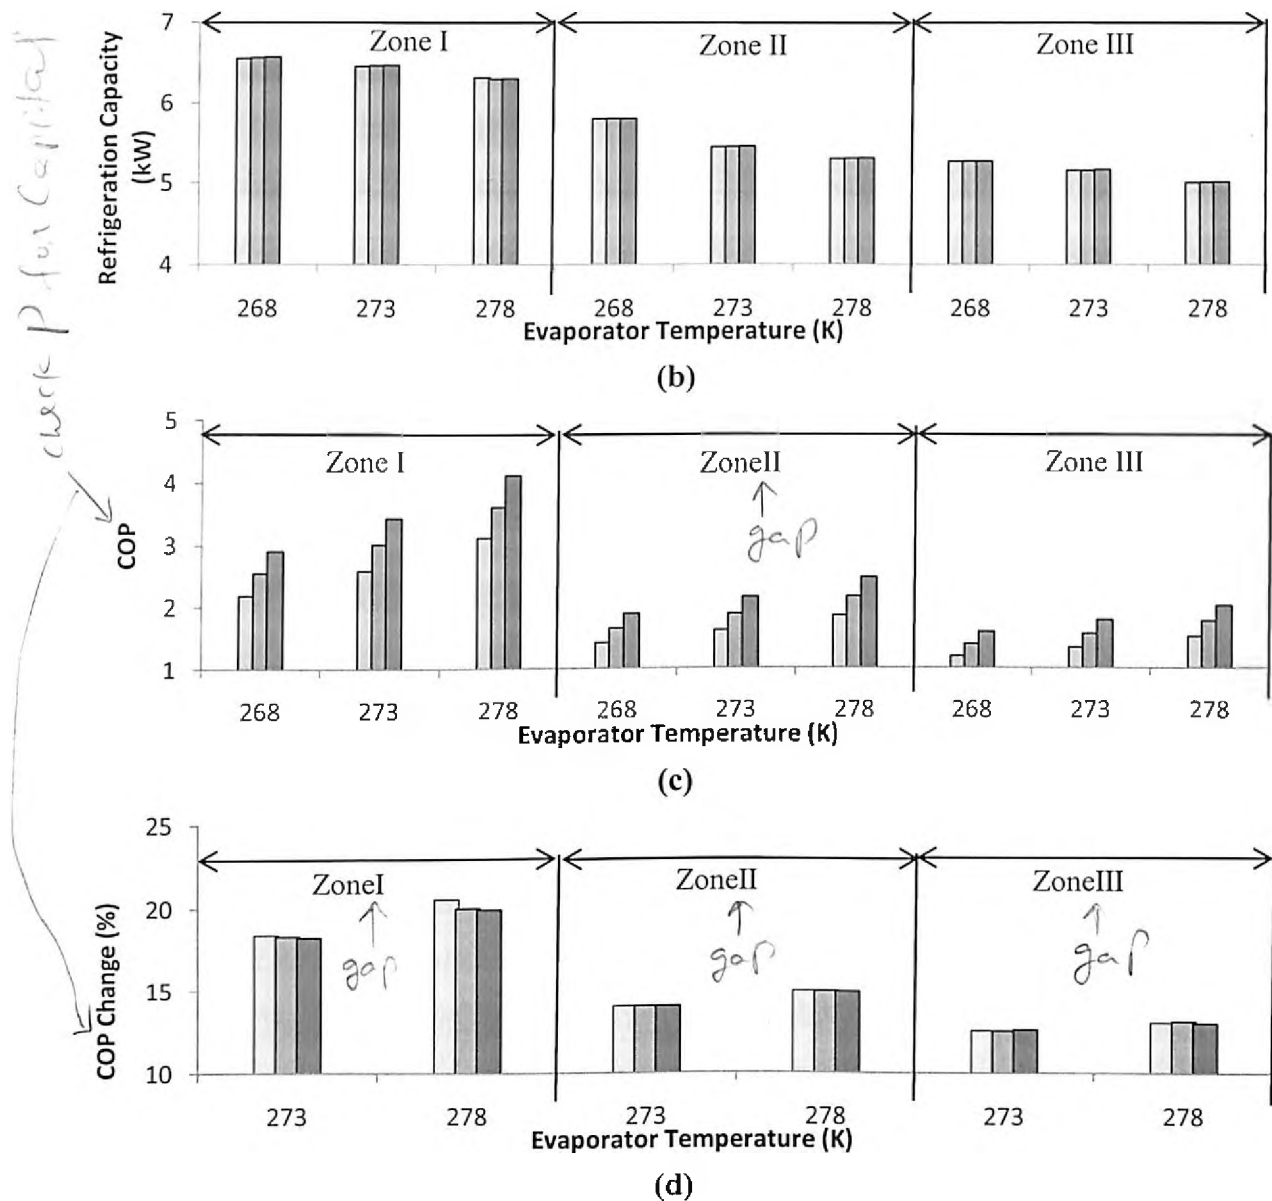 check P for Capital
7
6
5
4
Refrigeration Capacity
(kW)
Zone I
Zone II
Zone III
268
273
278
268
273
278
268
273
278
Evaporator Temperature (K)
(b)
5
4
3
2
1
COP
Zone I
ZoneII
Zone III
gap
268
273
278
268
273
278
268
273
278
Evaporator Temperature (K)
(c)
25
20
15
10
COP Change (%)
ZoneI
ZoneII
ZoneIII
gap
gap
gap
273
278
273
278
273
278
Evaporator Temperature (K)
(d)